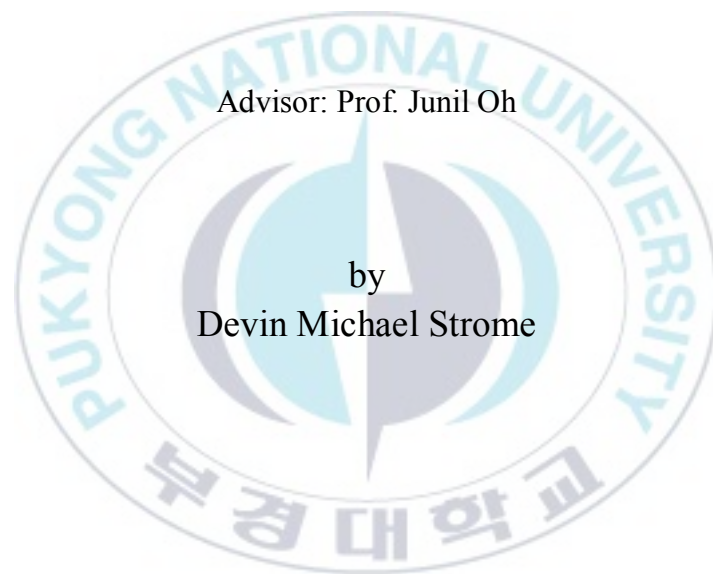 PUKYONG NATIONAL UNIVERSITY
Advisor: Prof. Junil Oh
by
Devin Michael Strome
부경대학교